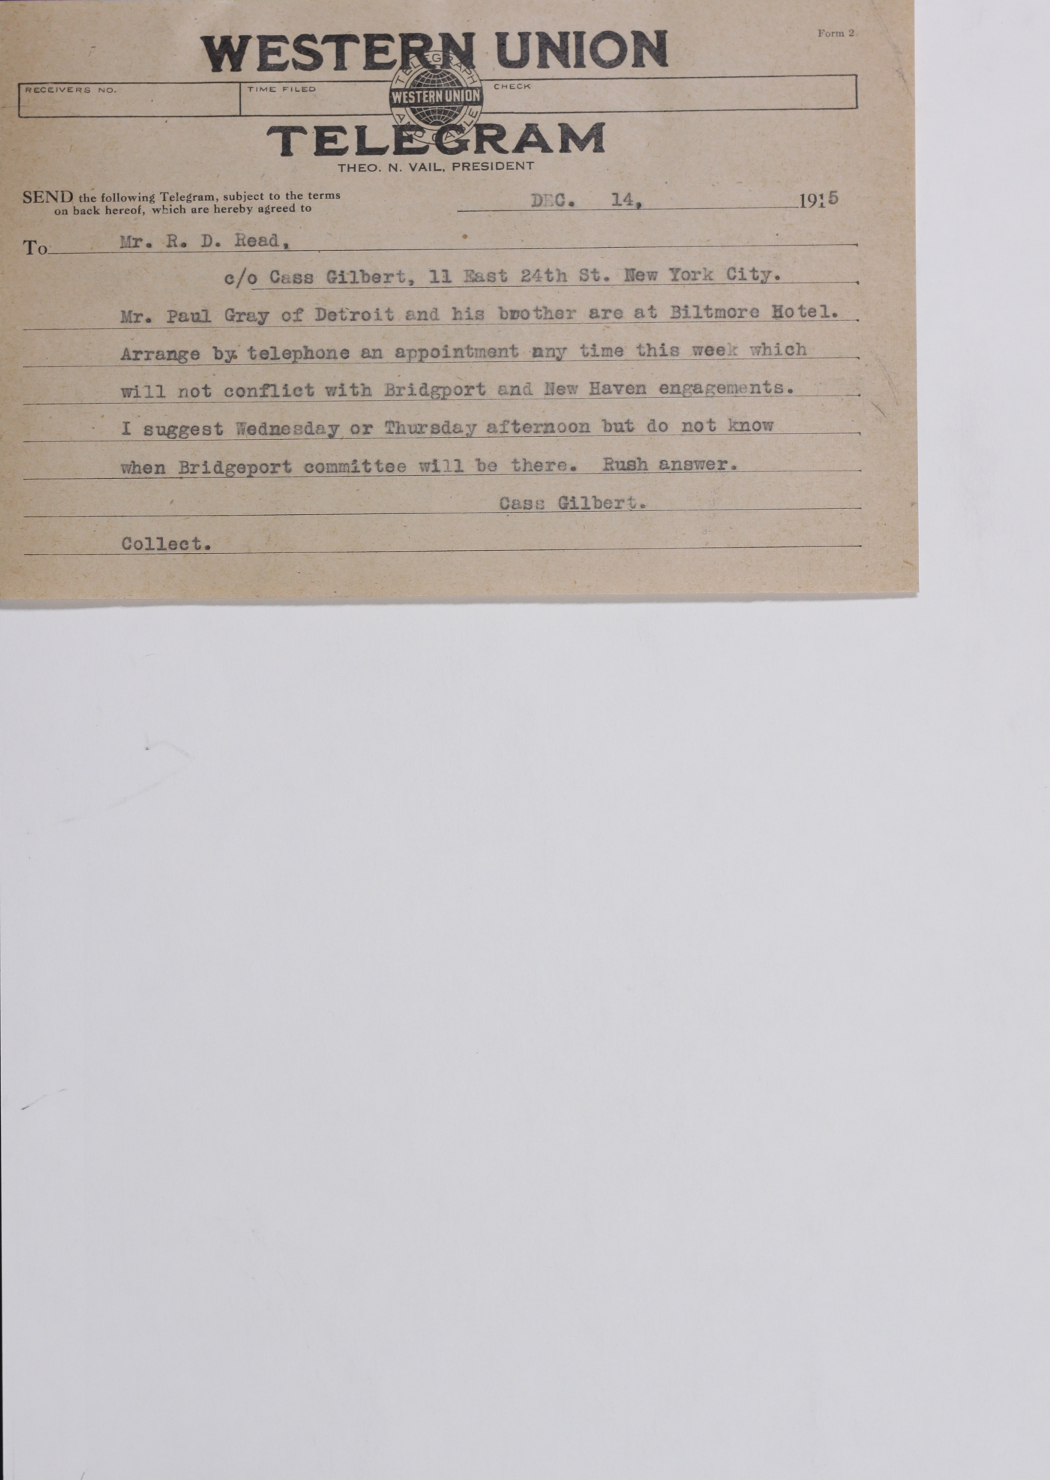 Form 2
WESTERN UNION
RECEIVERS NO.
TIME FILED
CHECK
TELEGRAPH
WESTERN UNION
AND CABLE
TELEGRAM
THEO. N. VAIL, PRESIDENT
SEND the following Telegram, subject to the terms
on back hereof, which are hereby agreed to
DEC. 14, 1915
To Mr. R. D. Read,
c/o Cass Gilbert, 11 East 24th St. New York City.
Mr. Paul Gray of Detroit and his brother are at Biltmore Hotel.
Arrange by telephone an appointment any time this week which
will not conflict with Bridgport and New Haven engagements.
I suggest Wednesday or Thursday afternoon but do not know
when Bridgeport committee will be there. Rush answer.
Cass Gilbert.
Collect.